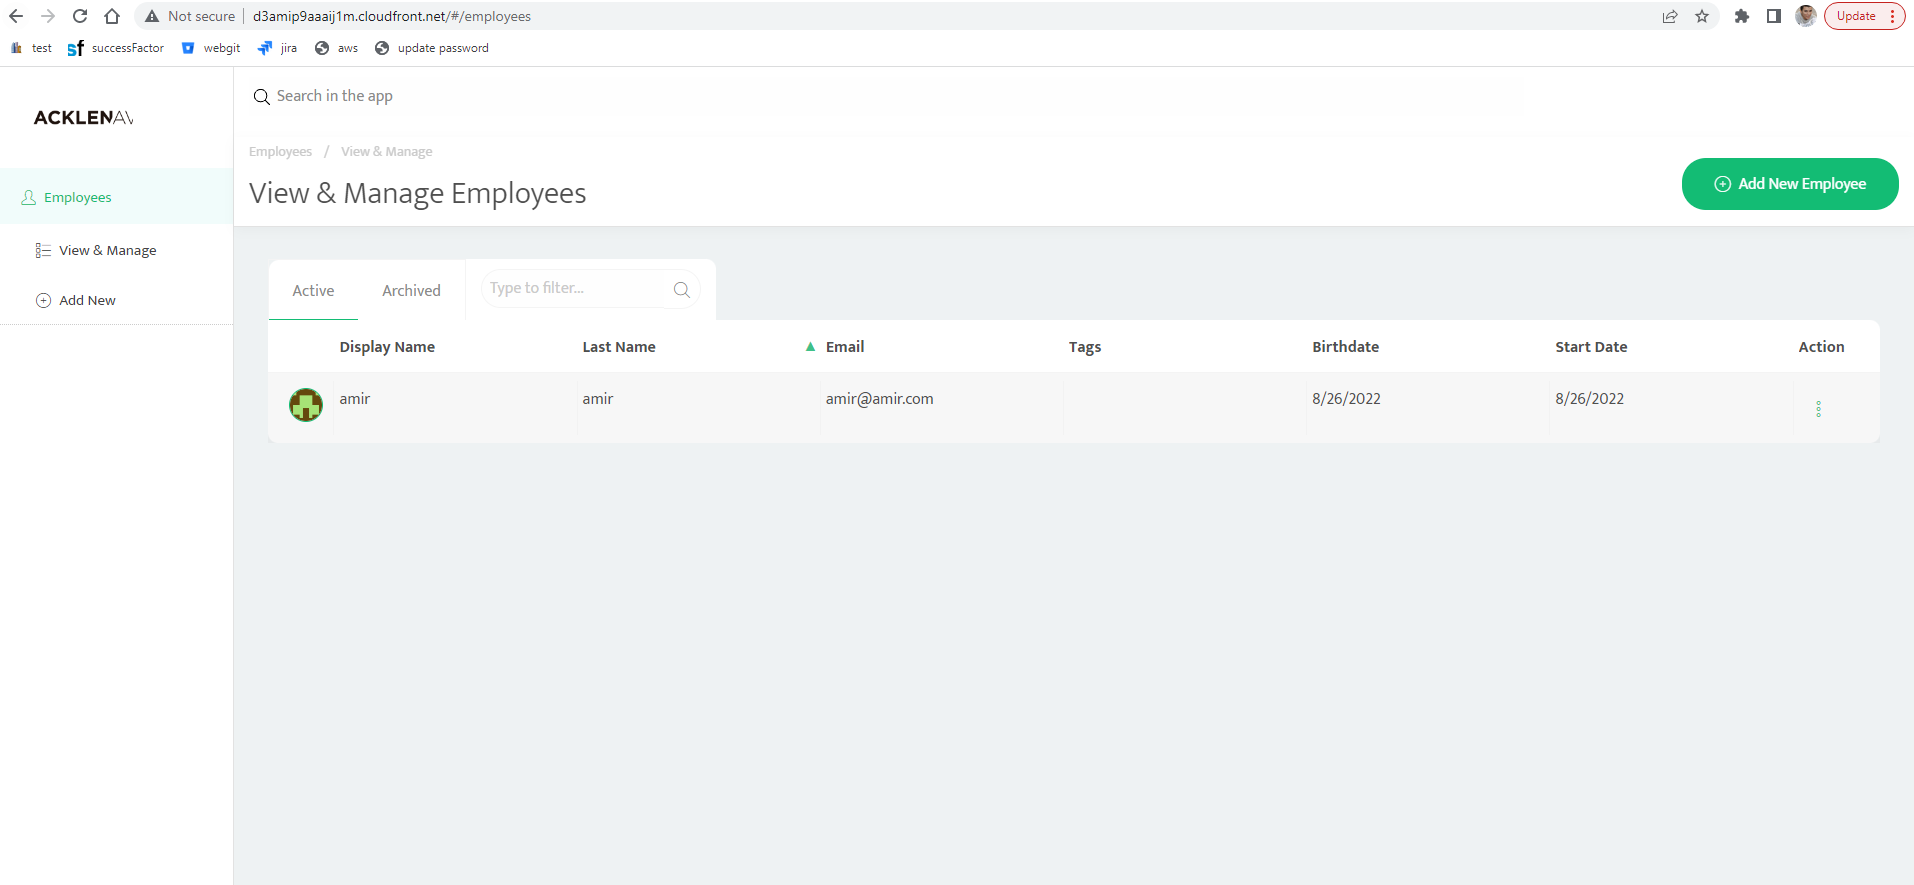 Not secure d3amip9aaaij1m.cloudfront.net/#/employees Update
test successFactor webgit jira aws update password
Search in the app
ACKLENAV
Employees / View & Manage
View & Manage Employees
Add New Employee
Employees
View & Manage
Add New
Active Archived Type to filter...
Display Name Last Name ▲ Email Tags Birthdate Start Date Action
amir amir amir@amir.com 8/26/2022 8/26/2022